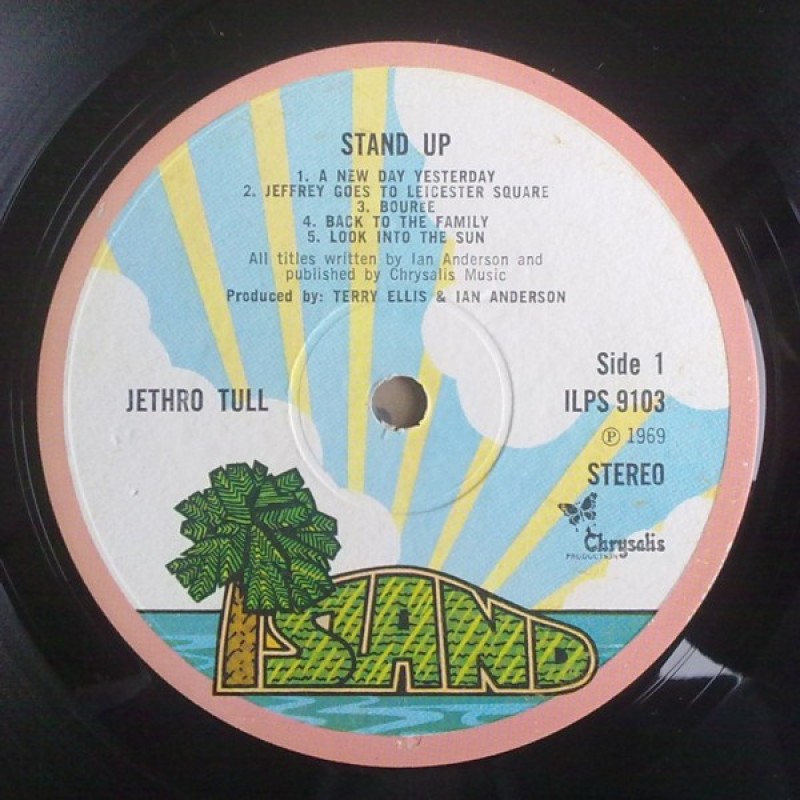 STAND UP
1. A NEW DAY YESTERDAY
2. JEFFREY GOES TO LEICESTER SQUARE
3. BOUREE
4. BACK TO THE FAMILY
5. LOOK INTO THE SUN
All titles written by Ian Anderson and
published by Chrysalis Music
Produced by: TERRY ELLIS & IAN ANDERSON
JETHRO TULL
Side 1
ILPS 9103
℗ 1969
STEREO
Chrysalis
PRODUCTION
ISLAND